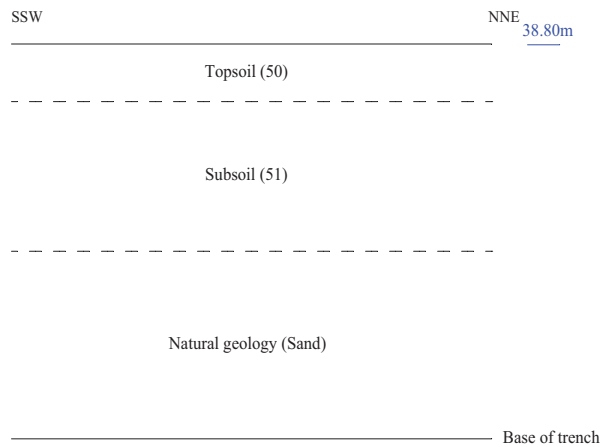 SSW
NNE
38.80m
Topsoil (50)
Subsoil (51)
Natural geology (Sand)
Base of trench